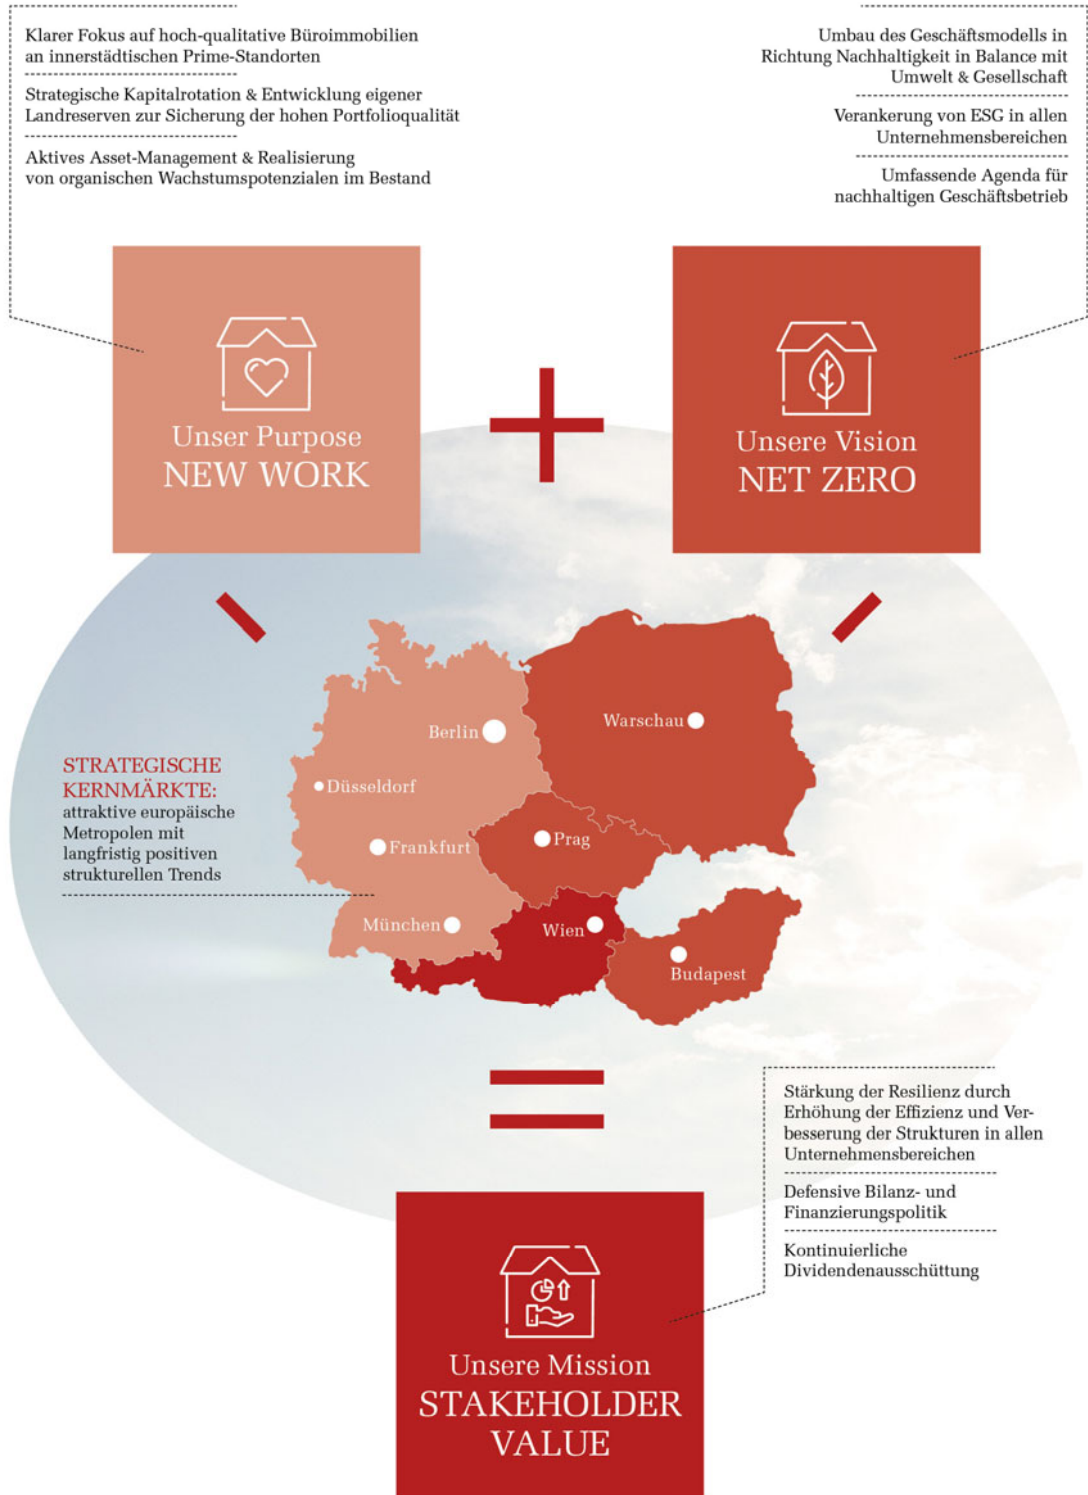 Klarer Fokus auf hoch-qualitative Büroimmobilien
an innerstädtischen Prime-Standorten
Strategische Kapitalrotation & Entwicklung eigener
Landreserven zur Sicherung der hohen Portfolioqualität
Aktives Asset-Management & Realisierung
von organischen Wachstumspotenzialen im Bestand
Umbau des Geschäftsmodells in
Richtung Nachhaltigkeit in Balance mit
Umwelt & Gesellschaft
Verankerung von ESG in allen
Unternehmensbereichen
Umfassende Agenda für
nachhaltigen Geschäftsbetrieb
Unser Purpose
NEW WORK
Unsere Vision
NET ZERO
STRATEGISCHE
KERNMÄRKTE:
attraktive europäische
Metropolen mit
langfristig positiven
strukturellen Trends
Berlin
Warschau
Düsseldorf
Frankfurt
Prag
München
Wien
Budapest
Stärkung der Resilienz durch
Erhöhung der Effizienz und Ver-
besserung der Strukturen in allen
Unternehmensbereichen
Defensive Bilanz- und
Finanzierungspolitik
Kontinuierliche
Dividendenausschüttung
Unsere Mission
STAKEHOLDER
VALUE